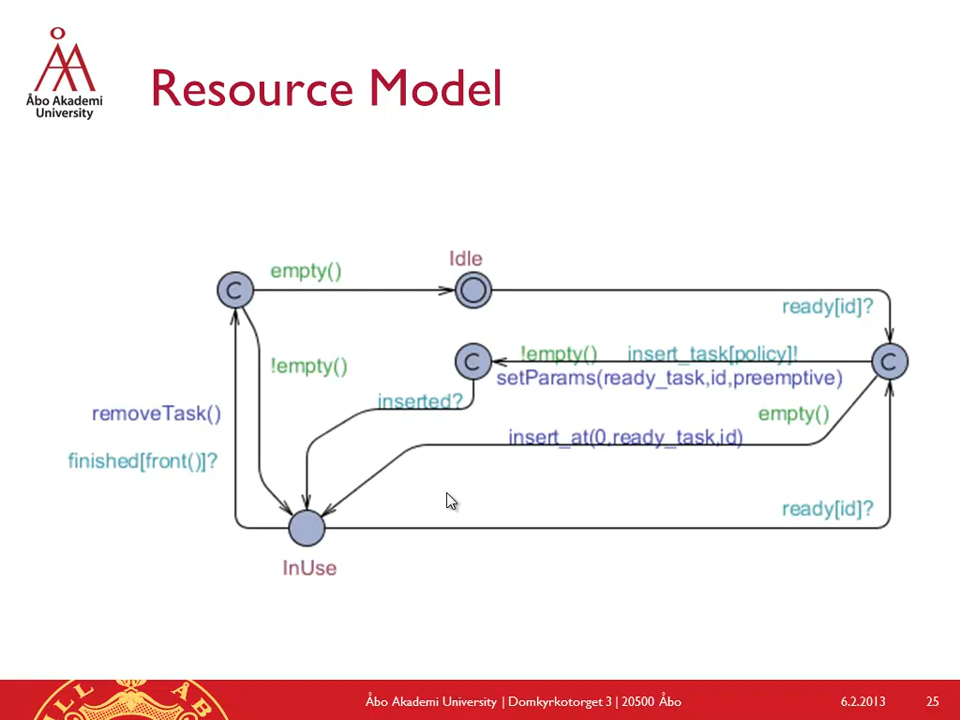 Åbo Akademi
University
Resource Model
Idle
empty()
ready[id]?
C
!empty()
C
!empty() insert_task[policy]!
C
setParams(ready_task,id,preemptive)
inserted?
removeTask()
empty()
insert_at(0,ready_task,id)
finished[front()]?
ready[id]?
InUse
Åbo Akademi University | Domkyrkotorget 3 | 20500 Åbo
6.2.2013
25